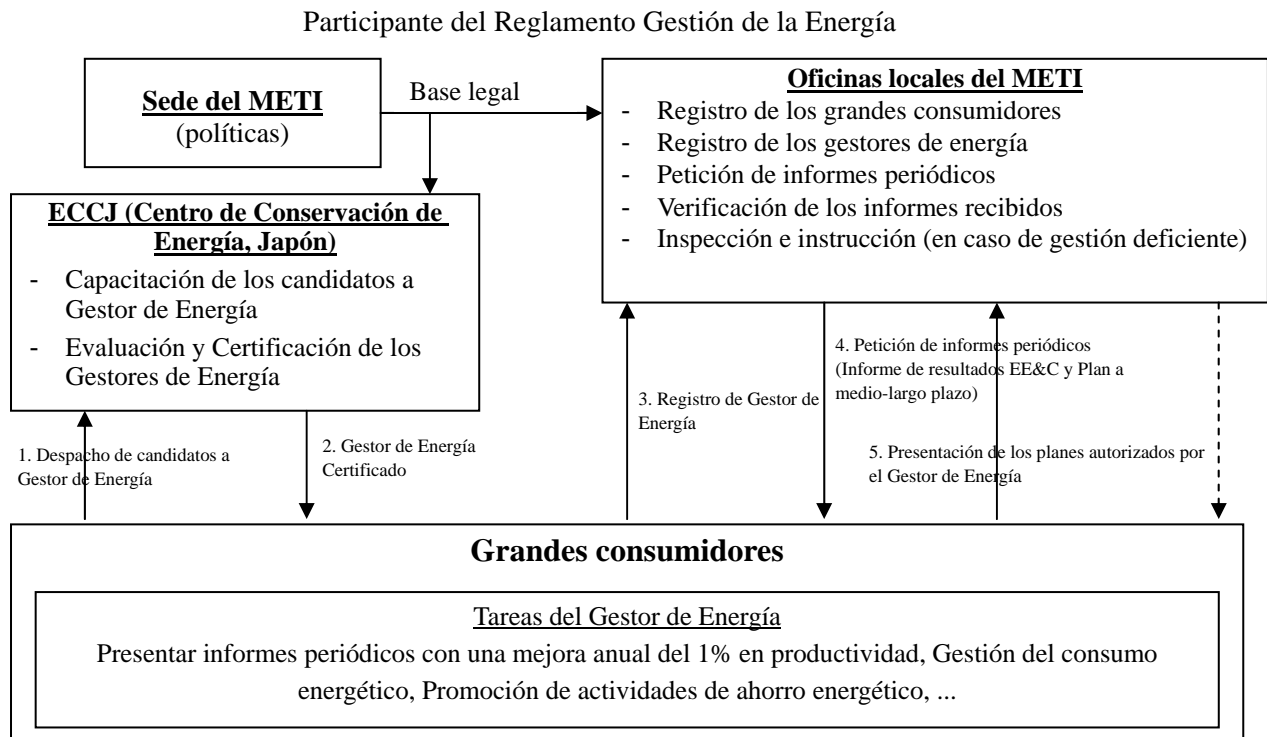 Participante del Reglamento Gestión de la Energía
Sede del METI
(políticas)
Base legal
Oficinas locales del METI
- Registro de los grandes consumidores
- Registro de los gestores de energía
- Petición de informes periódicos
- Verificación de los informes recibidos
- Inspección e instrucción (en caso de gestión deficiente)
ECCJ (Centro de Conservación de
Energía, Japón)
- Capacitación de los candidatos a
Gestor de Energía
- Evaluación y Certificación de los
Gestores de Energía
1. Despacho de candidatos a
Gestor de Energía
2. Gestor de Energía
Certificado
3. Registro de Gestor de
Energía
4. Petición de informes periódicos
(Informe de resultados EE&C y Plan a
medio-largo plazo)
5. Presentación de los planes autorizados por
el Gestor de Energía
Grandes consumidores
Tareas del Gestor de Energía
Presentar informes periódicos con una mejora anual del 1% en productividad, Gestión del consumo
energético, Promoción de actividades de ahorro energético, ...